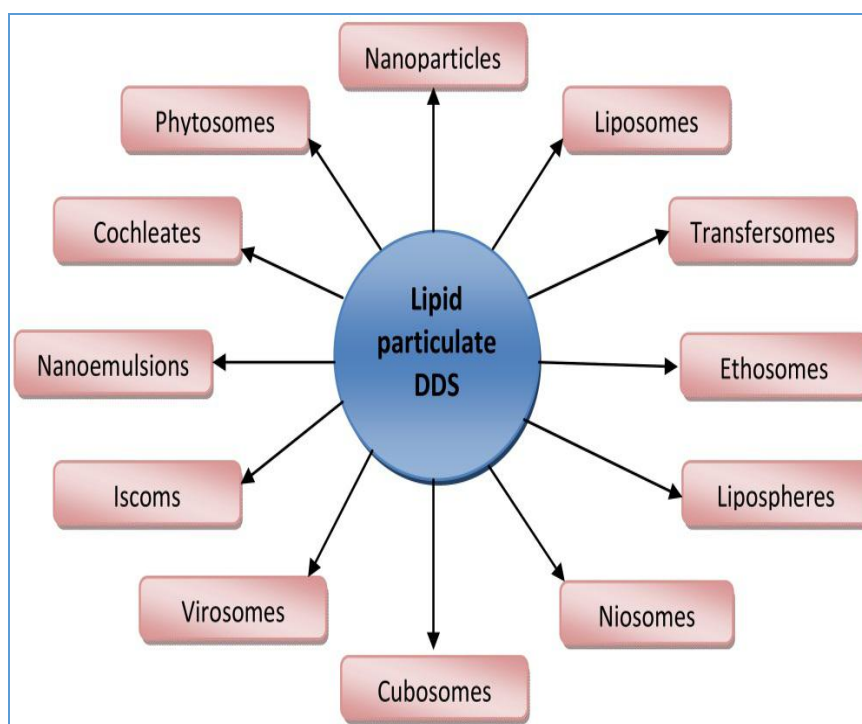 Nanoparticles
Phytosomes
Liposomes
Cochleates
Transfersomes
Lipid
particulate
DDS
Nanoemulsions
Ethosomes
Iscoms
Lipospheres
Virosomes
Niosomes
Cubosomes